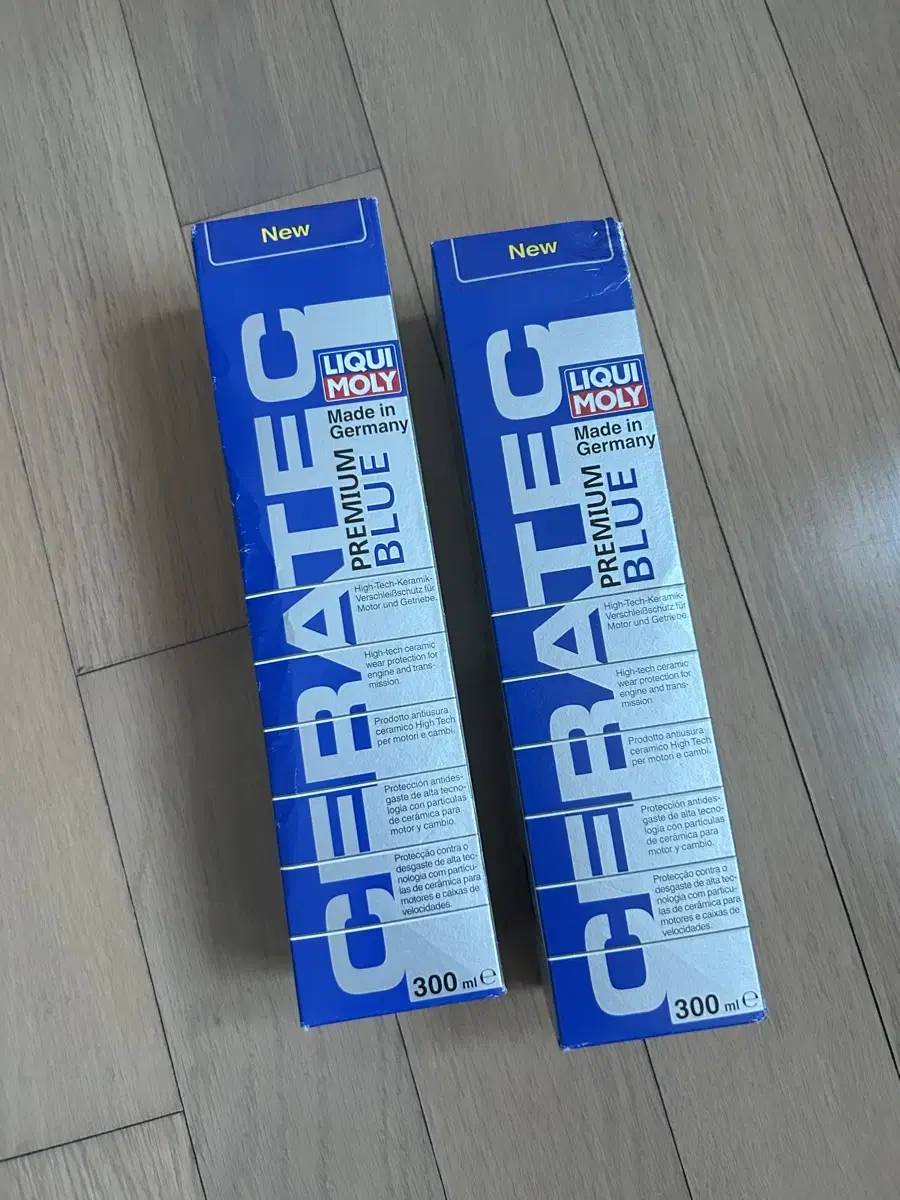 New
CERATEC
LIQUI
MOLY
Made in
Germany
PREMIUM
BLUE
High-Tech-Keramik-
Verschleißschutz für
Motor und Getriebe.
High-tech ceramic
wear protection for
engine and trans-
mission.
Prodotto antiusura
ceramico High Tech
per motori e cambi.
Protección antides-
gaste de alta tecno-
logía con partículas
de cerámica para
motor y cambio.
Protecção contra o
desgaste de alta tec-
nologia com partícu-
las de cerâmica para
motores e caixas de
velocidades.
300 ml e
New
CERATEC
LIQUI
MOLY
Made in
Germany
PREMIUM
BLUE
High-Tech-Keramik-
Verschleißschutz für
Motor und Getriebe.
High-tech ceramic
wear protection for
engine and trans-
mission.
Prodotto antiusura
ceramico High Tech
per motori e cambi.
Protección antides-
gaste de alta tecno-
logía con partículas
de cerámica para
motor y cambio.
Protecção contra o
desgaste de alta tec-
nologia com partícu-
las de cerâmica para
motores e caixas de
velocidades.
300 ml e